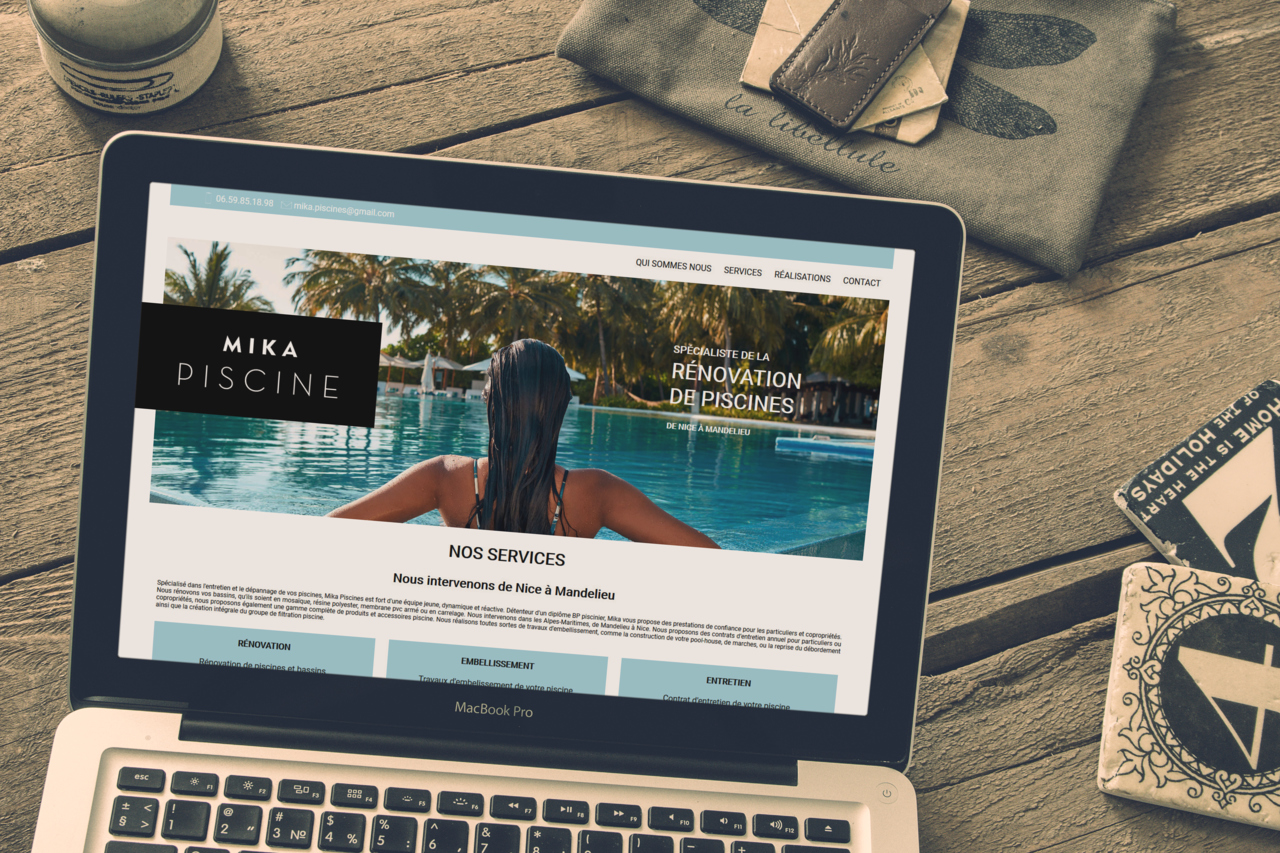 la libellule
06.59.85.18.98 mika.piscines@gmail.com
QUI SOMMES NOUS SERVICES RÉALISATIONS CONTACT
MIKA
PISCINE
SPÉCIALISTE DE LA
RÉNOVATION
DE PISCINES
DE NICE À MANDELIEU
NOS SERVICES
Nous intervenons de Nice à Mandelieu
Spécialisé dans l'entretien et le dépannage de vos piscines, Mika Piscines est fort d'une équipe jeune, dynamique et réactive. Détenteur d'un diplôme BP piscinier, Mika vous propose des prestations de confiance pour les particuliers et copropriétés.
Nous rénovons vos bassins, qu'ils soient en mosaïque, résine polyester, membrane pvc armé ou en carrelage. Nous intervenons dans les Alpes-Maritimes, de Mandelieu à Nice. Nous proposons des contrats d'entretien annuel pour particuliers ou
copropriétés, nous proposons également une gamme complète de produits et accessoires piscine. Nous réalisons toutes sortes de travaux d'embellissement, comme la construction de votre pool-house, de marches, ou la reprise du débordement
ainsi que la création intégrale du groupe de filtration piscine.
RÉNOVATION
Rénovation de piscines et bassins
EMBELLISSEMENT
Travaux d'embellissement de votre piscine
ENTRETIEN
Contrat d'entretien de votre piscine
MacBook Pro
HOME IS THE HEART
OF THE HOLIDAYS
esc F1 F2 F3 F4 F5 F6 F7 F8 F9 F10 F11 F12
± § < > ! 1 @ 2 " # 3 № $ 4 % % 5 : ^ 6 , & 7 * 8 ( ) − +